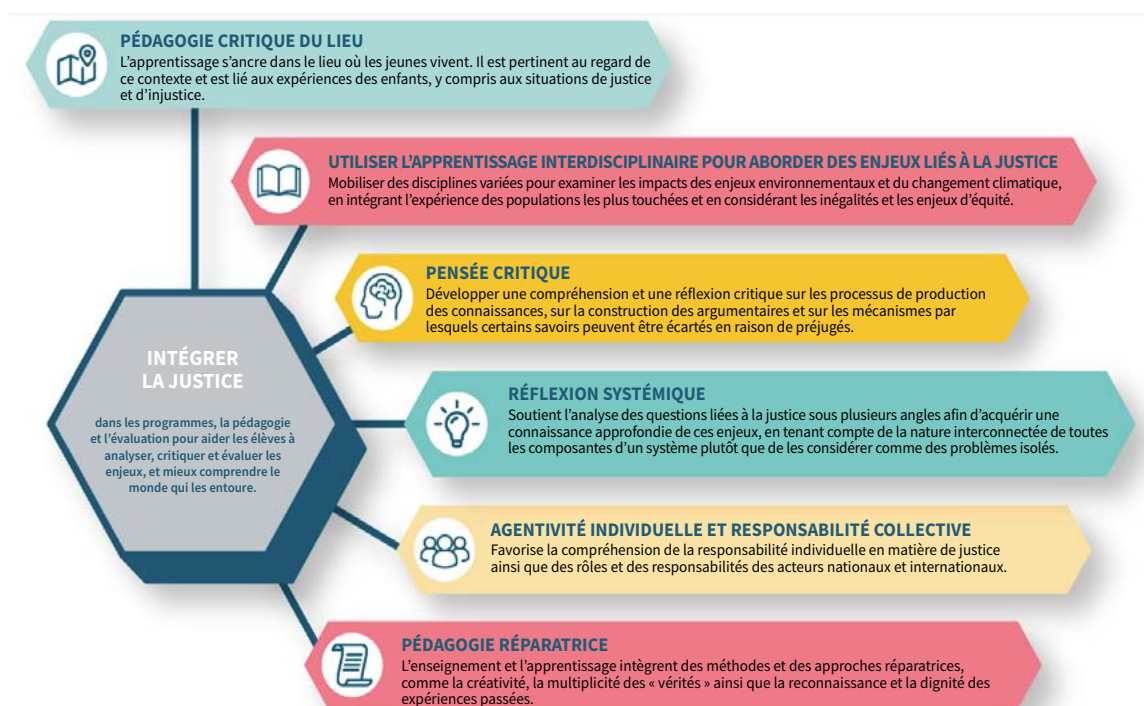 PÉDAGOGIE CRITIQUE DU LIEU
L’apprentissage s’ancre dans le lieu où les jeunes vivent. Il est pertinent au regard de
ce contexte et est lié aux expériences des enfants, y compris aux situations de justice
et d’injustice.
UTILISER L’APPRENTISSAGE INTERDISCIPLINAIRE POUR ABORDER DES ENJEUX LIÉS À LA JUSTICE
Mobiliser des disciplines variées pour examiner les impacts des enjeux environnementaux et du changement climatique,
en intégrant l’expérience des populations les plus touchées et en considérant les inégalités et les enjeux d’équité.
PENSÉE CRITIQUE
Développer une compréhension et une réflexion critique sur les processus de production
des connaissances, sur la construction des argumentaires et sur les mécanismes par
lesquels certains savoirs peuvent être écartés en raison de préjugés.
INTÉGRER
LA JUSTICE
dans les programmes, la pédagogie
et l’évaluation pour aider les élèves à
analyser, critiquer et évaluer les
enjeux, et mieux comprendre le
monde qui les entoure.
RÉFLEXION SYSTÉMIQUE
Soutient l’analyse des questions liées à la justice sous plusieurs angles afin d’acquérir une
connaissance approfondie de ces enjeux, en tenant compte de la nature interconnectée de toutes
les composantes d’un système plutôt que de les considérer comme des problèmes isolés.
AGENTIVITÉ INDIVIDUELLE ET RESPONSABILITÉ COLLECTIVE
Favorise la compréhension de la responsabilité individuelle en matière de justice
ainsi que des rôles et des responsabilités des acteurs nationaux et internationaux.
PÉDAGOGIE RÉPARATRICE
L’enseignement et l’apprentissage intègrent des méthodes et des approches réparatrices,
comme la créativité, la multiplicité des « vérités » ainsi que la reconnaissance et la dignité des
expériences passées.